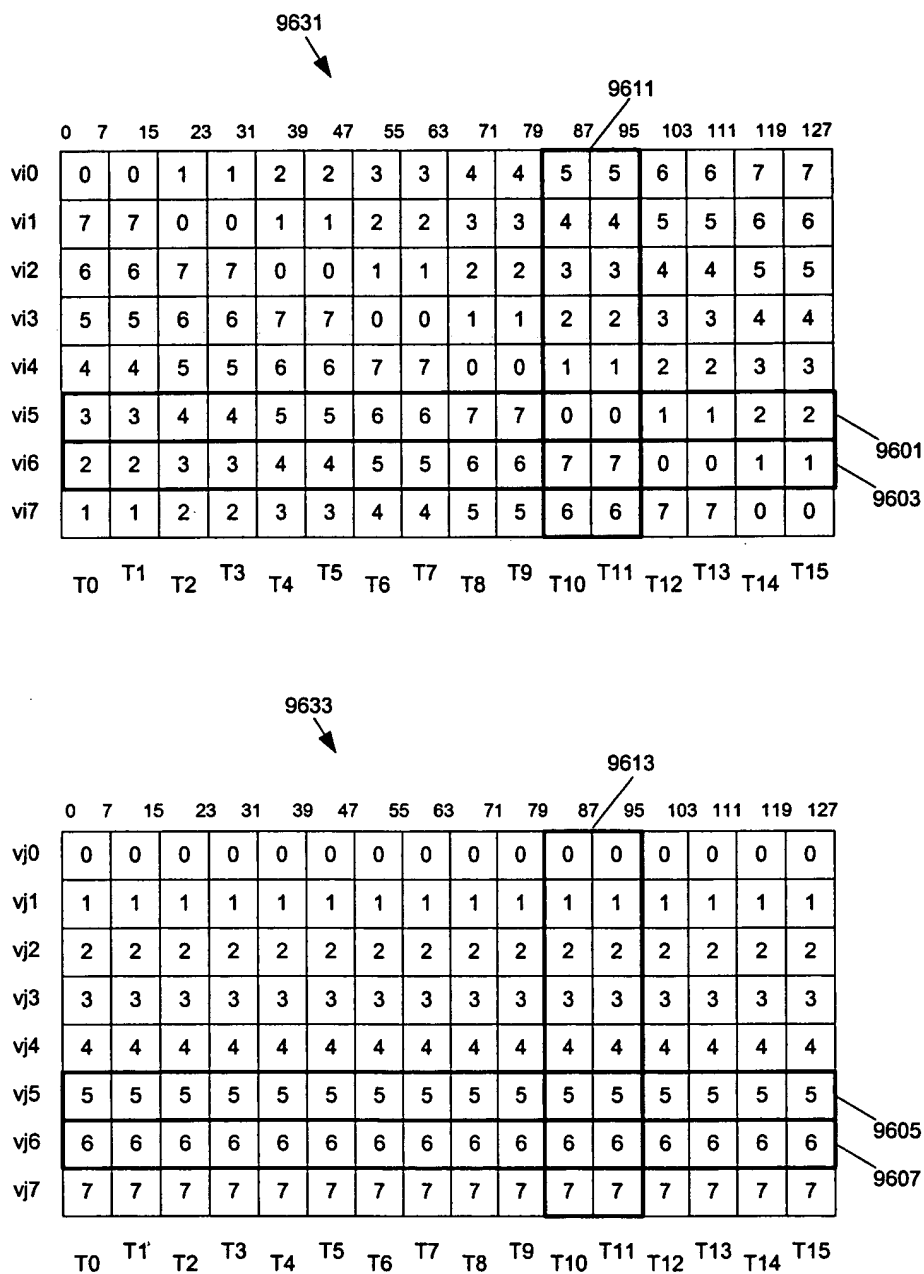 9631
9611
0 7 15 23 31 39 47 55 63 71 79 87 95 103 111 119 127
vi0 0 0 1 1 2 2 3 3 4 4 5 5 6 6 7 7
vi1 7 7 0 0 1 1 2 2 3 3 4 4 5 5 6 6
vi2 6 6 7 7 0 0 1 1 2 2 3 3 4 4 5 5
vi3 5 5 6 6 7 7 0 0 1 1 2 2 3 3 4 4
vi4 4 4 5 5 6 6 7 7 0 0 1 1 2 2 3 3
vi5 3 3 4 4 5 5 6 6 7 7 0 0 1 1 2 2
9601
vi6 2 2 3 3 4 4 5 5 6 6 7 7 0 0 1 1
9603
vi7 1 1 2 2 3 3 4 4 5 5 6 6 7 7 0 0
T0 T1 T2 T3 T4 T5 T6 T7 T8 T9 T10 T11 T12 T13 T14 T15
9633
9613
0 7 15 23 31 39 47 55 63 71 79 87 95 103 111 119 127
vj0 0 0 0 0 0 0 0 0 0 0 0 0 0 0 0 0
vj1 1 1 1 1 1 1 1 1 1 1 1 1 1 1 1 1
vj2 2 2 2 2 2 2 2 2 2 2 2 2 2 2 2 2
vj3 3 3 3 3 3 3 3 3 3 3 3 3 3 3 3 3
vj4 4 4 4 4 4 4 4 4 4 4 4 4 4 4 4 4
vj5 5 5 5 5 5 5 5 5 5 5 5 5 5 5 5 5
9605
vj6 6 6 6 6 6 6 6 6 6 6 6 6 6 6 6 6
9607
vj7 7 7 7 7 7 7 7 7 7 7 7 7 7 7 7 7
T0 T1 T2 T3 T4 T5 T6 T7 T8 T9 T10 T11 T12 T13 T14 T15